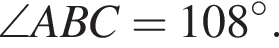 ∠ABC = 108°.